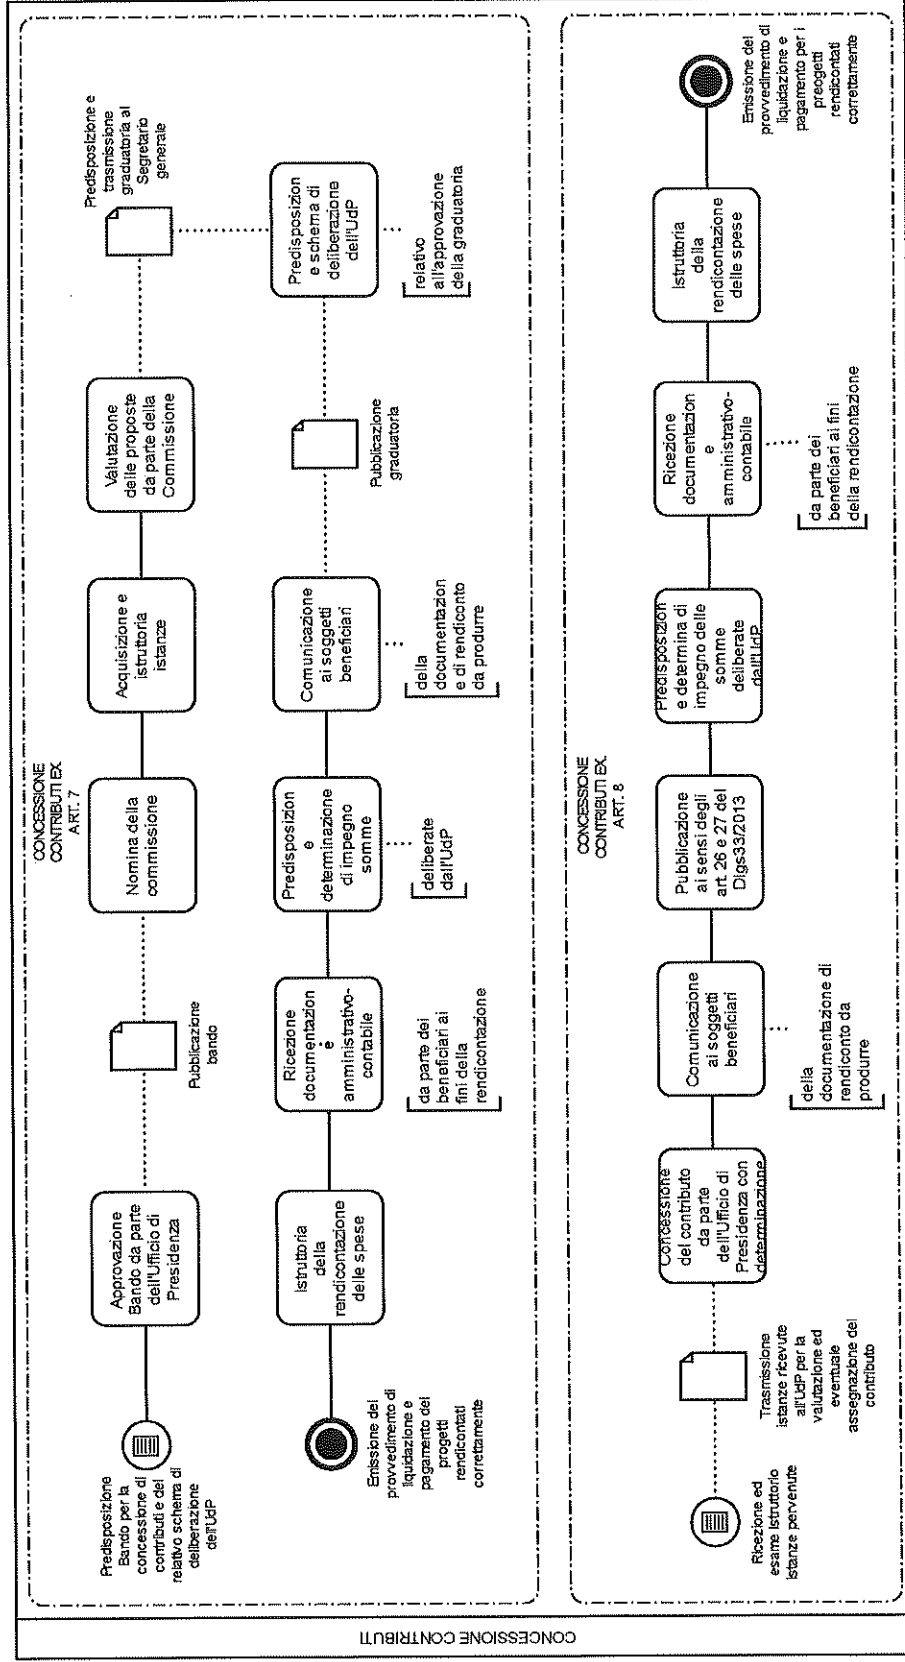 CONCESSIONE CONTRIBUTI
CONCESSIONE
CONTRIBUTI EX.
ART. 7
Predisposizione
Bando per la
concessione di
contributi e del
relativo schema di
deliberazione
dell'UdP
Approvazione
Bando da parte
dell'Ufficio di
Presidenza
Pubblicazione
bando
Nomina della
commissione
Acquisizione e
istruttoria
istanze
Valutazione
delle proposte
da parte della
Commissione
Predisposizione e
trasmissione
graduatoria al
Segretario
generale
Predisposizion
e schema di
deliberazione
dell'UdP
relativo
all'approvazione
della graduatoria
Pubblicazione
graduatoria
Comunicazione
ai soggetti
beneficiari
della
documentazion
e di rendiconto
da produrre
Predisposizion
e
determinazione
di impegno
somme
deliberate
dall'UdP
Ricezione
documentazion
e
amministrativo-
contabile
da parte dei
beneficiari ai
fini della
rendicontazione
Istruttoria
della
rendicontazione
delle spese
Emissione del
provvedimento di
liquidazione e
pagamento dei
progetti
rendicontati
correttamente
CONCESSIONE
CONTRIBUTI EX.
ART. 8
Ricezione ed
esame istruttorio
istanze pervenute
Trasmissione
istanze ricevute
all'UdP per la
valutazione ed
eventuale
assegnazione del
contributo
Concessione
del contributo
da parte
dell'Ufficio di
Presidenza con
determinazione
Comunicazione
ai soggetti
beneficiari
della
documentazione di
rendiconto da
produrre
Pubblicazione
ai sensi degli
art. 26 e 27 del
Dlgs33/2013
Predisposizion
e determina di
impegno delle
somme
deliberate
dall'UdP
Ricezione
documentazion
e
amministrativo-
contabile
da parte dei
beneficiari ai fini
della rendicontazione
Istruttoria
della
rendicontazione
delle spese
Emissione del
provvedimento di
liquidazione e
pagamento per i
preogetti
rendicontati
correttamente